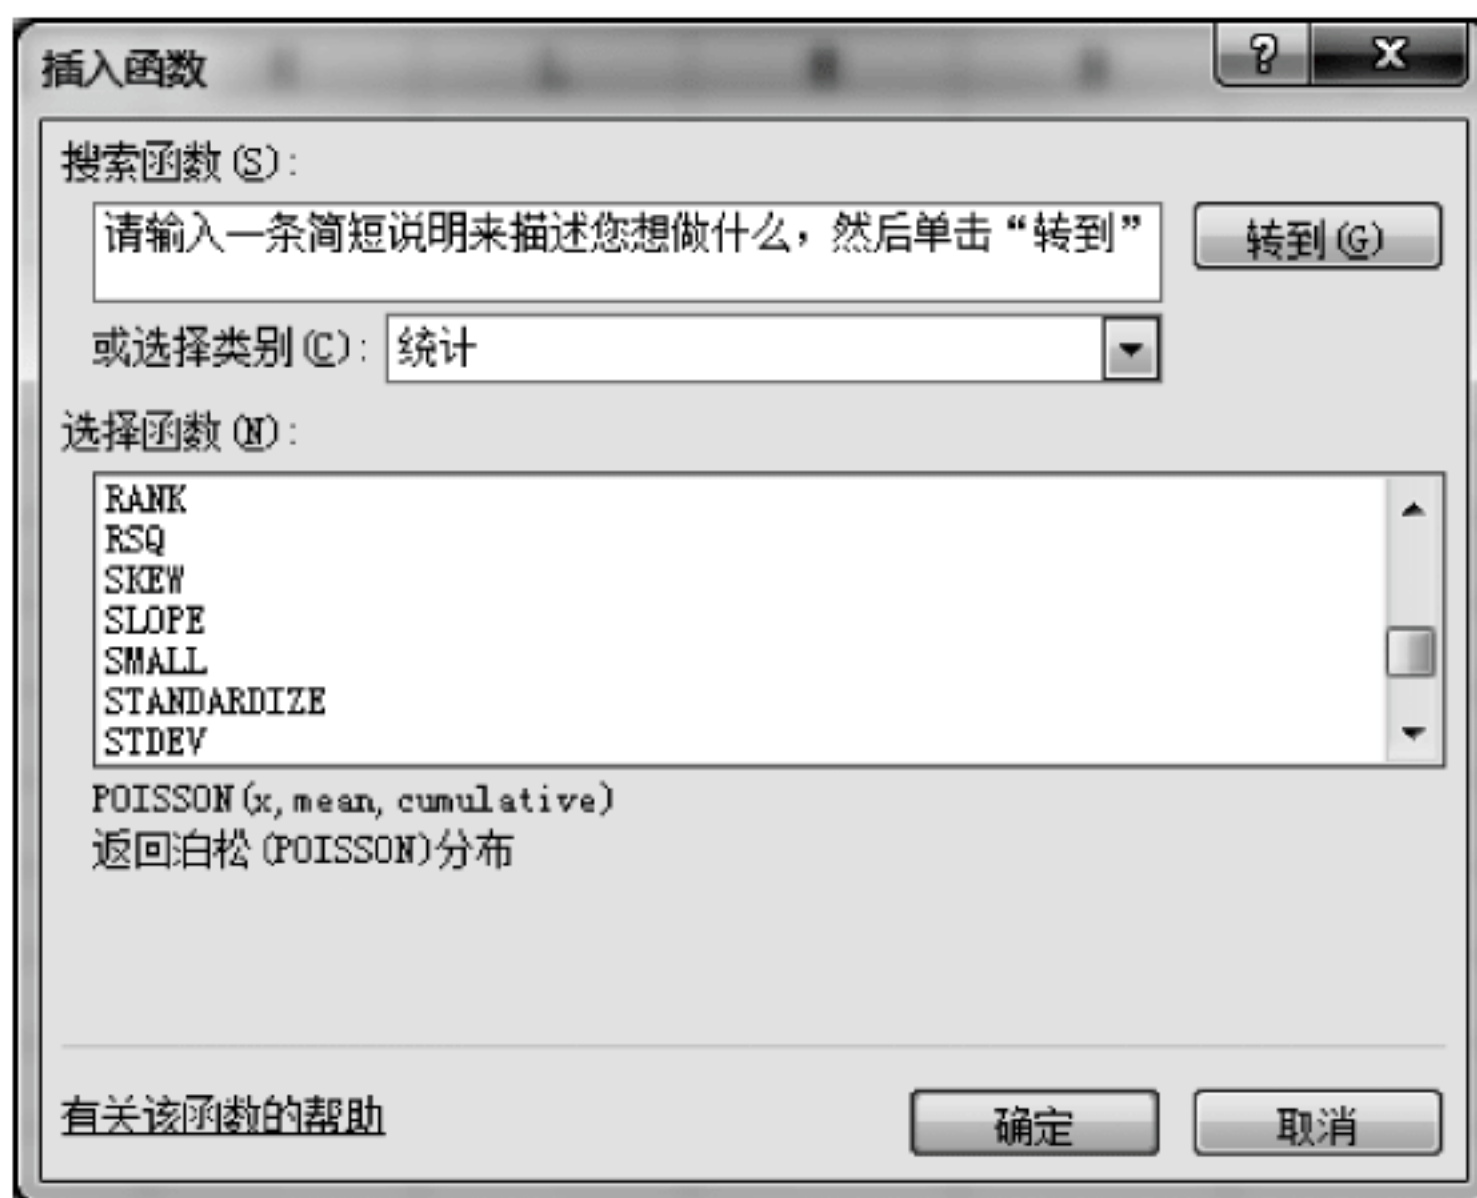 插入函数
搜索函数(S):
请输入一条简短说明来描述您想做什么，然后单击“转到”
转到(G)
或选择类别(C):
统计
选择函数(N):
RANK
RSQ
SKEW
SLOPE
SMALL
STANDARDIZE
STDEV
POISSON(x,mean,cumulative)
返回泊松(POISSON)分布
有关该函数的帮助
确定
取消